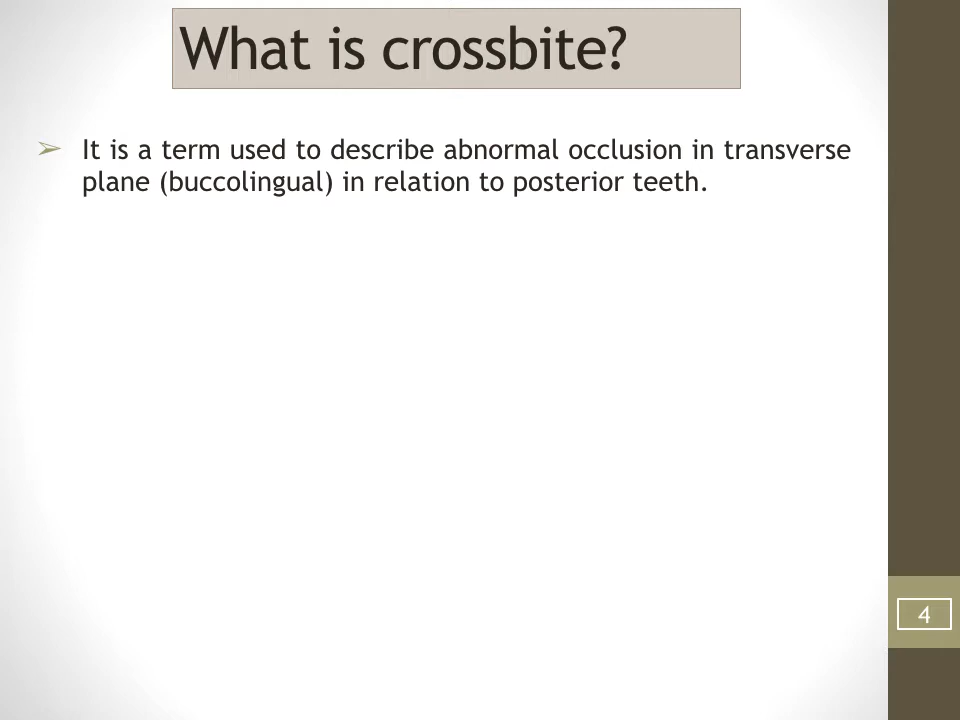 What is crossbite?
➢ It is a term used to describe abnormal occlusion in transverse
plane (buccolingual) in relation to posterior teeth.
4